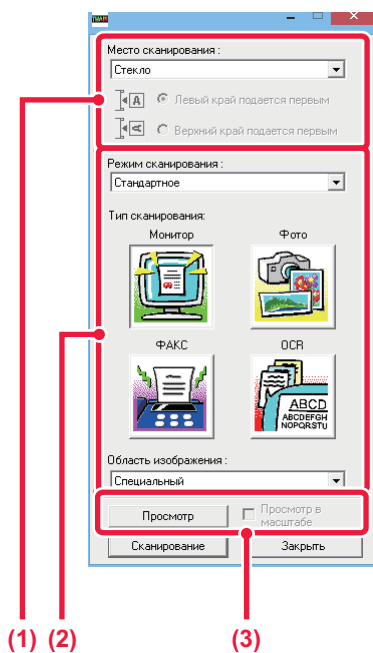 TWAIN
Место сканирования :
Стекло
A Левый край подается первым
A Верхний край подается первым
Режим сканирования :
Стандартное
Тип сканирования:
Монитор Фото
ФАКС OCR
ABCD
ABCDEFGH
NOPQRSTU
Область изображения :
Специальный
Просмотр Просмотр в
масштабе
Сканирование Закрыть
(1) (2) (3)